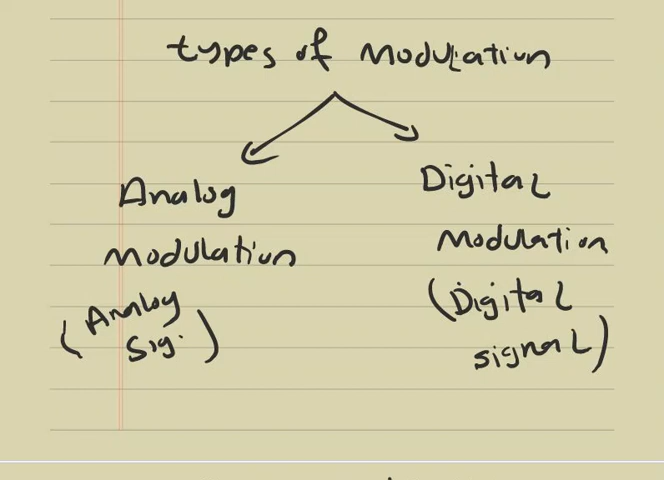 types of Modulation
Analog
Modulation
(Analog
Sig.)
Digital
Modulation
(Digital
signal)